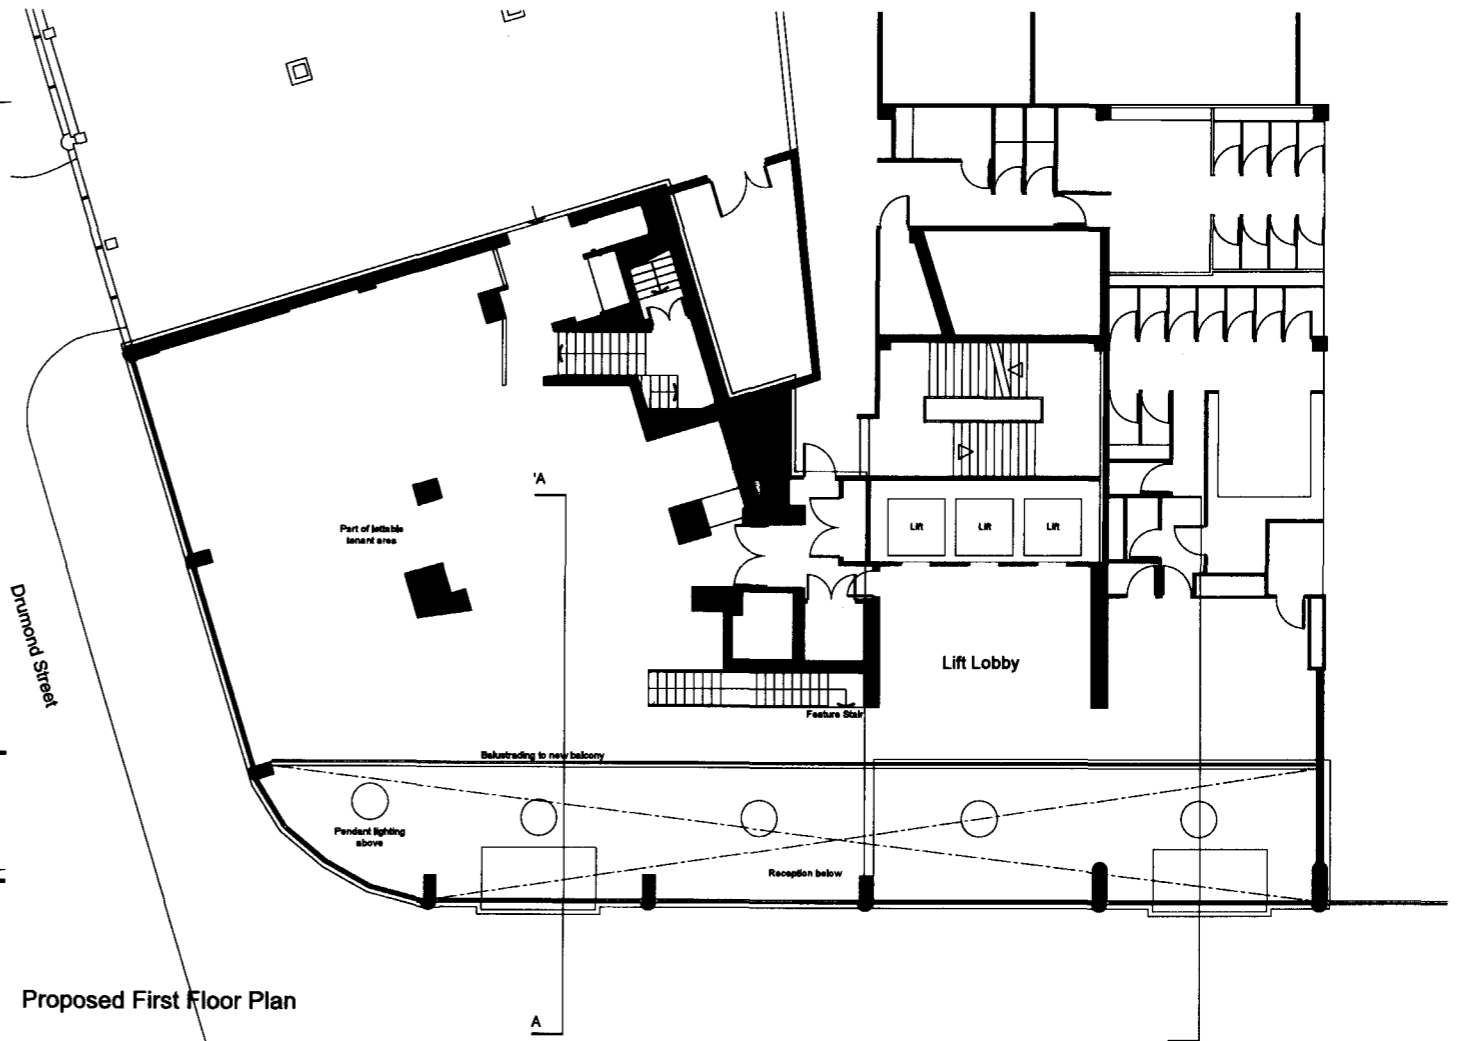 'A
Part of lettable
tenant area
Lift
Lift
Lift
Drumond Street
Lift Lobby
Feature Stair
Balustrading to new balcony
Pendant lighting
above
Reception below
Proposed First Floor Plan
A